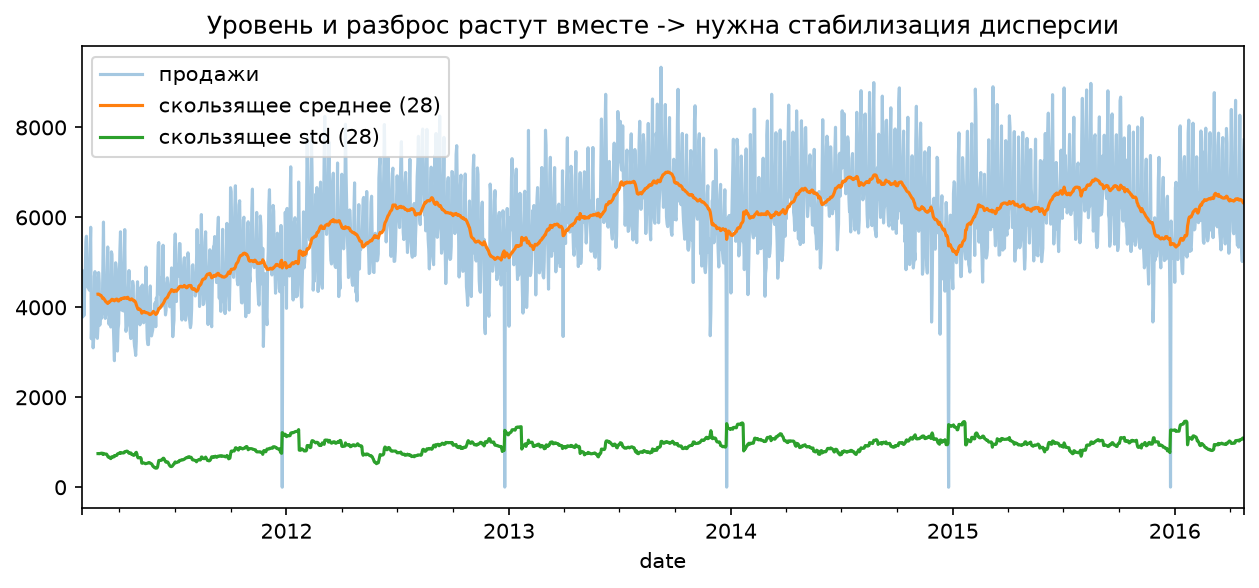 Уровень и разброс растут вместе -> нужна стабилизация дисперсии
продажи
скользящее среднее (28)
скользящее std (28)
8000
6000
4000
2000
0
2012
2013
2014
2015
2016
date